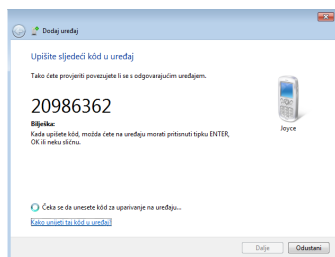 Dodaj uređaj
Upišite sljedeći kôd u uređaj
Tako ćete provjeriti povezujete li se s odgovarajućim uređajem.
20986362
Bilješka:
Kada upišete kôd, možda ćete na uređaju morati pritisnuti tipku ENTER,
OK ili neku sličnu.
Joyce
Čeka se da unesete kôd za uparivanje na uređaju...
Kako unijeti taj kôd u uređaj?
Dalje
Odustani